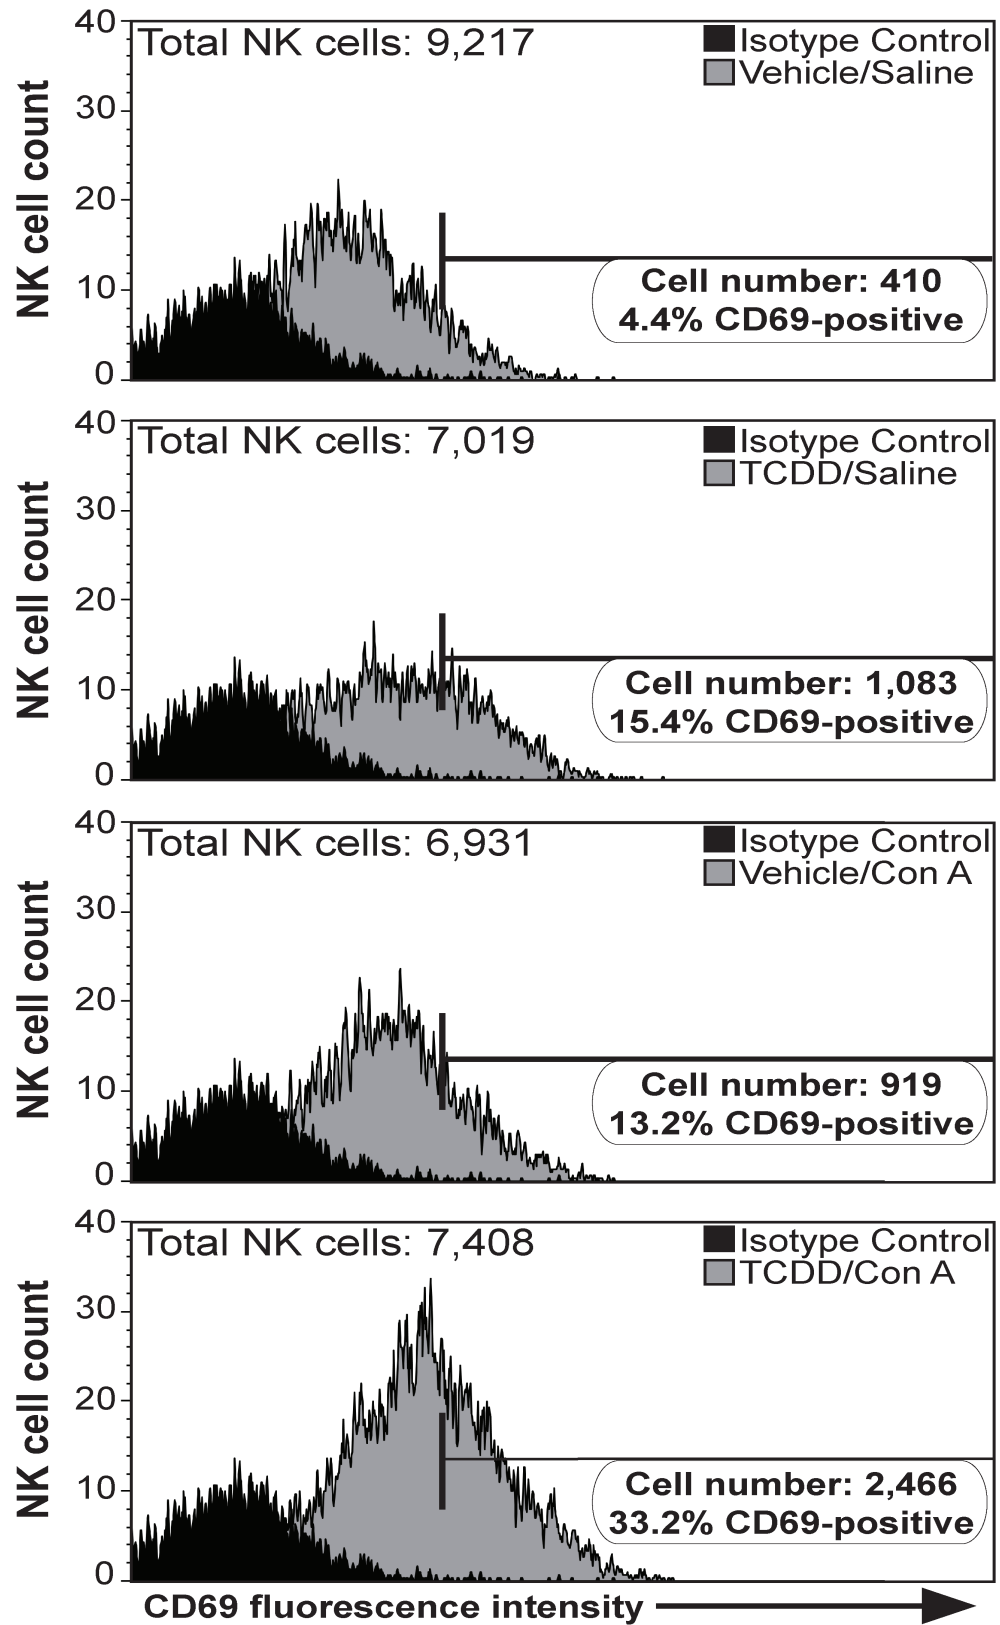 40
Total NK cells: 9,217
Isotype Control
Vehicle/Saline
30
20
10
0
NK cell count
Cell number: 410
4.4% CD69-positive
40
Total NK cells: 7,019
Isotype Control
TCDD/Saline
30
20
10
0
NK cell count
Cell number: 1,083
15.4% CD69-positive
40
Total NK cells: 6,931
Isotype Control
Vehicle/Con A
30
20
10
0
NK cell count
Cell number: 919
13.2% CD69-positive
40
Total NK cells: 7,408
Isotype Control
TCDD/Con A
30
20
10
0
NK cell count
Cell number: 2,466
33.2% CD69-positive
CD69 fluorescence intensity